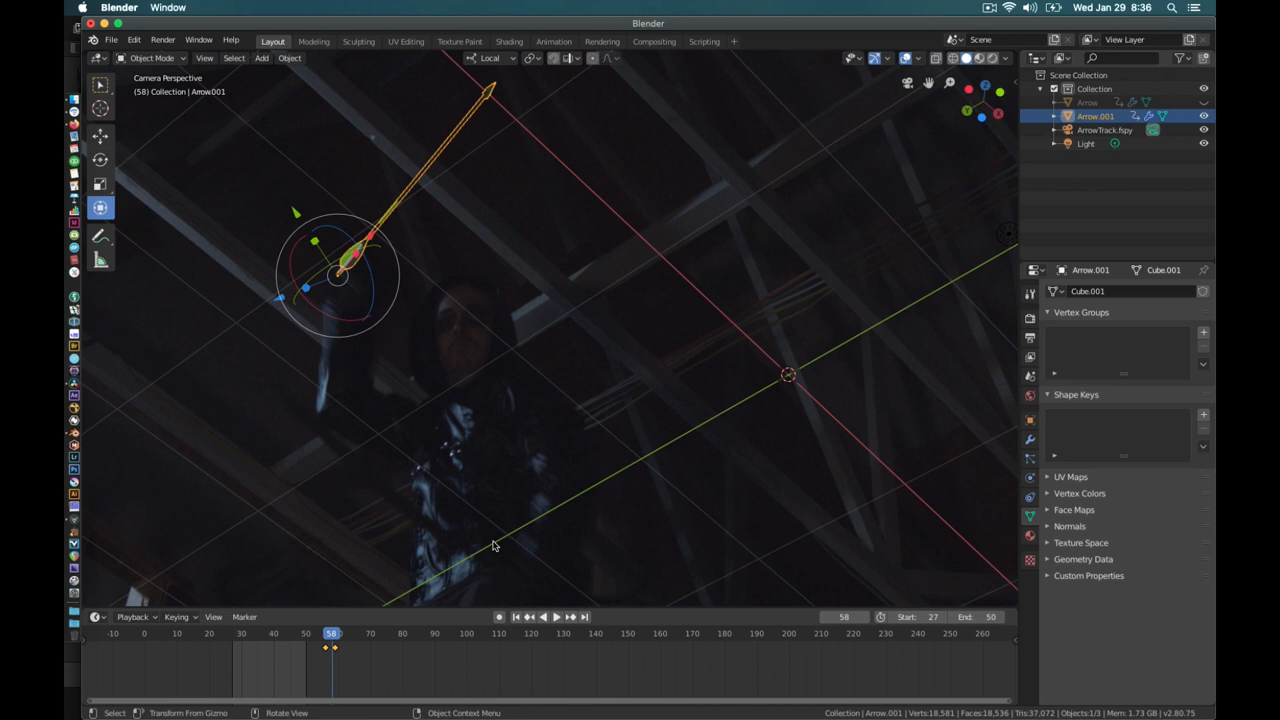 Blender Window Wed Jan 29 8:36
Blender
File Edit Render Window Help Layout Modeling Sculpting UV Editing Texture Paint Shading Animation Rendering Compositing Scripting + Scene View Layer
Object Mode View Select Add Object Local
Camera Perspective
(58) Collection | Arrow.001
Scene Collection
Collection
Arrow
Arrow.001
ArrowTrack.fspy
Light
Arrow.001 Cube.001
Cube.001
Vertex Groups
Shape Keys
UV Maps
Vertex Colors
Face Maps
Normals
Texture Space
Geometry Data
Custom Properties
Playback Keying View Marker 58 Start: 27 End: 50
-10 0 10 20 30 40 50 58 70 80 90 100 110 120 130 140 150 160 170 180 190 200 210 220 230 240 250 260
Select Transform From Gizmo Rotate View Object Context Menu Collection | Arrow.001 | Verts:18,581 | Faces:18,536 | Tris:37,072 | Objects:1/3 | Mem: 1.73 GB | v2.80.75